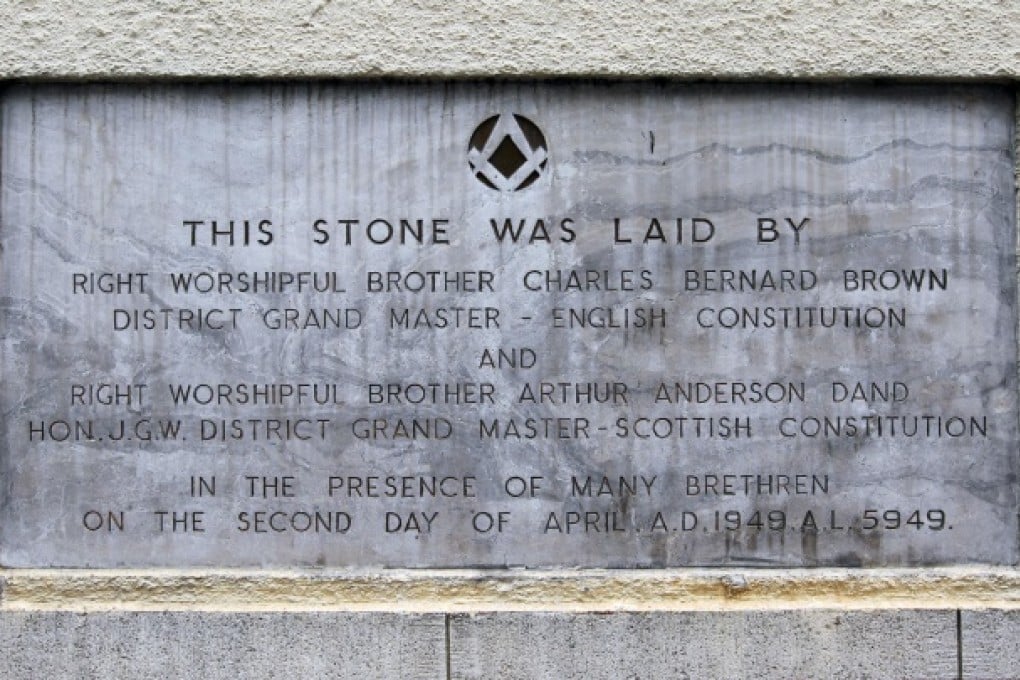 THIS STONE WAS LAID BY
RIGHT WORSHIPFUL BROTHER CHARLES BERNARD BROWN
DISTRICT GRAND MASTER - ENGLISH CONSTITUTION
AND
RIGHT WORSHIPFUL BROTHER ARTHUR ANDERSON DAND
HON. J.G.W. DISTRICT GRAND MASTER - SCOTTISH CONSTITUTION
IN THE PRESENCE OF MANY BRETHREN
ON THE SECOND DAY OF APRIL. A.D. 1949. A.L. 5949.